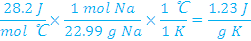 28.2 J / mol ℃ × 1 mol Na / 22.99 g Na × 1 ℃ / 1 K = 1.23 J / g K